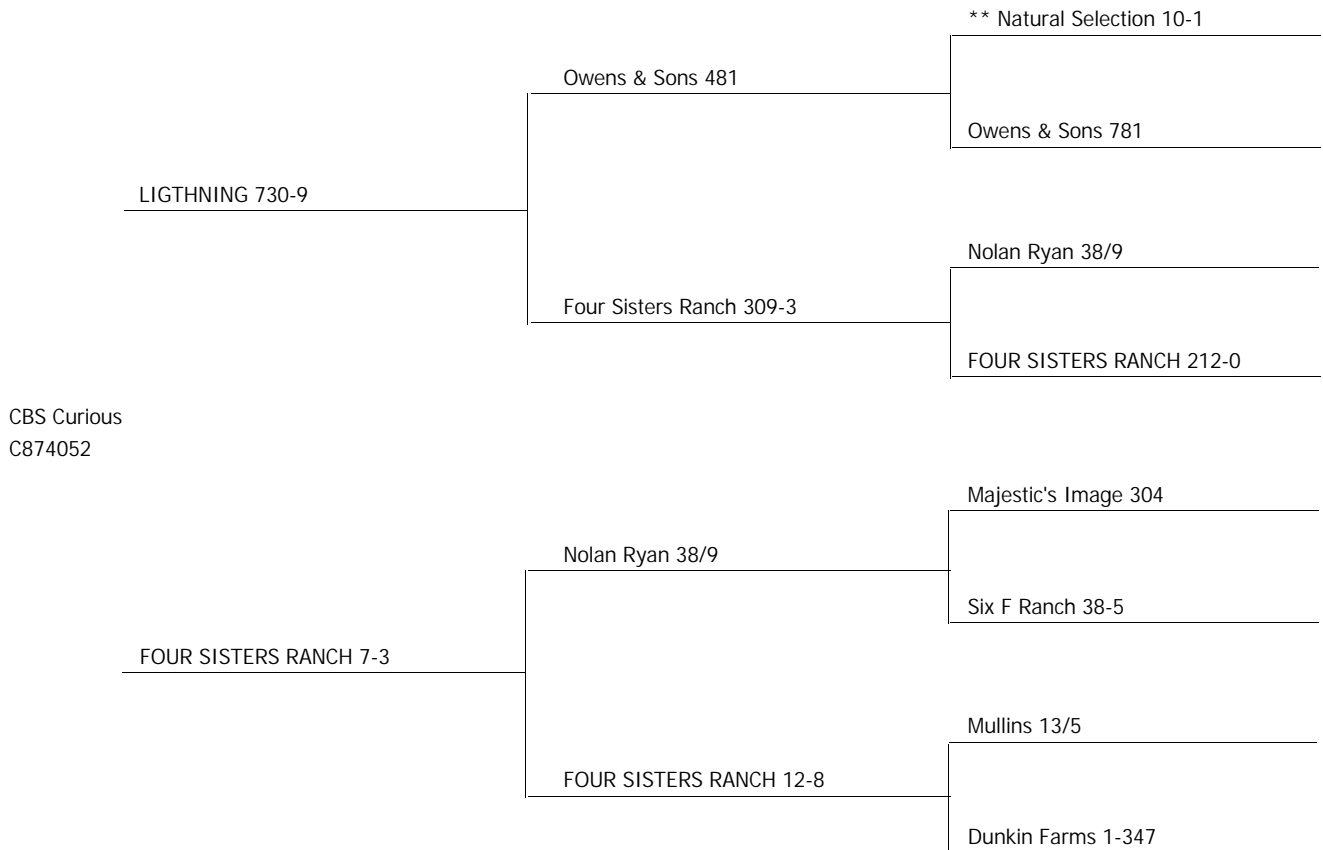 ** Natural Selection 10-1
Owens & Sons 481
Owens & Sons 781
LIGTHNING 730-9
Nolan Ryan 38/9
Four Sisters Ranch 309-3
FOUR SISTERS RANCH 212-0
CBS Curious
C874052
Majestic's Image 304
Nolan Ryan 38/9
Six F Ranch 38-5
FOUR SISTERS RANCH 7-3
Mullins 13/5
FOUR SISTERS RANCH 12-8
Dunkin Farms 1-347